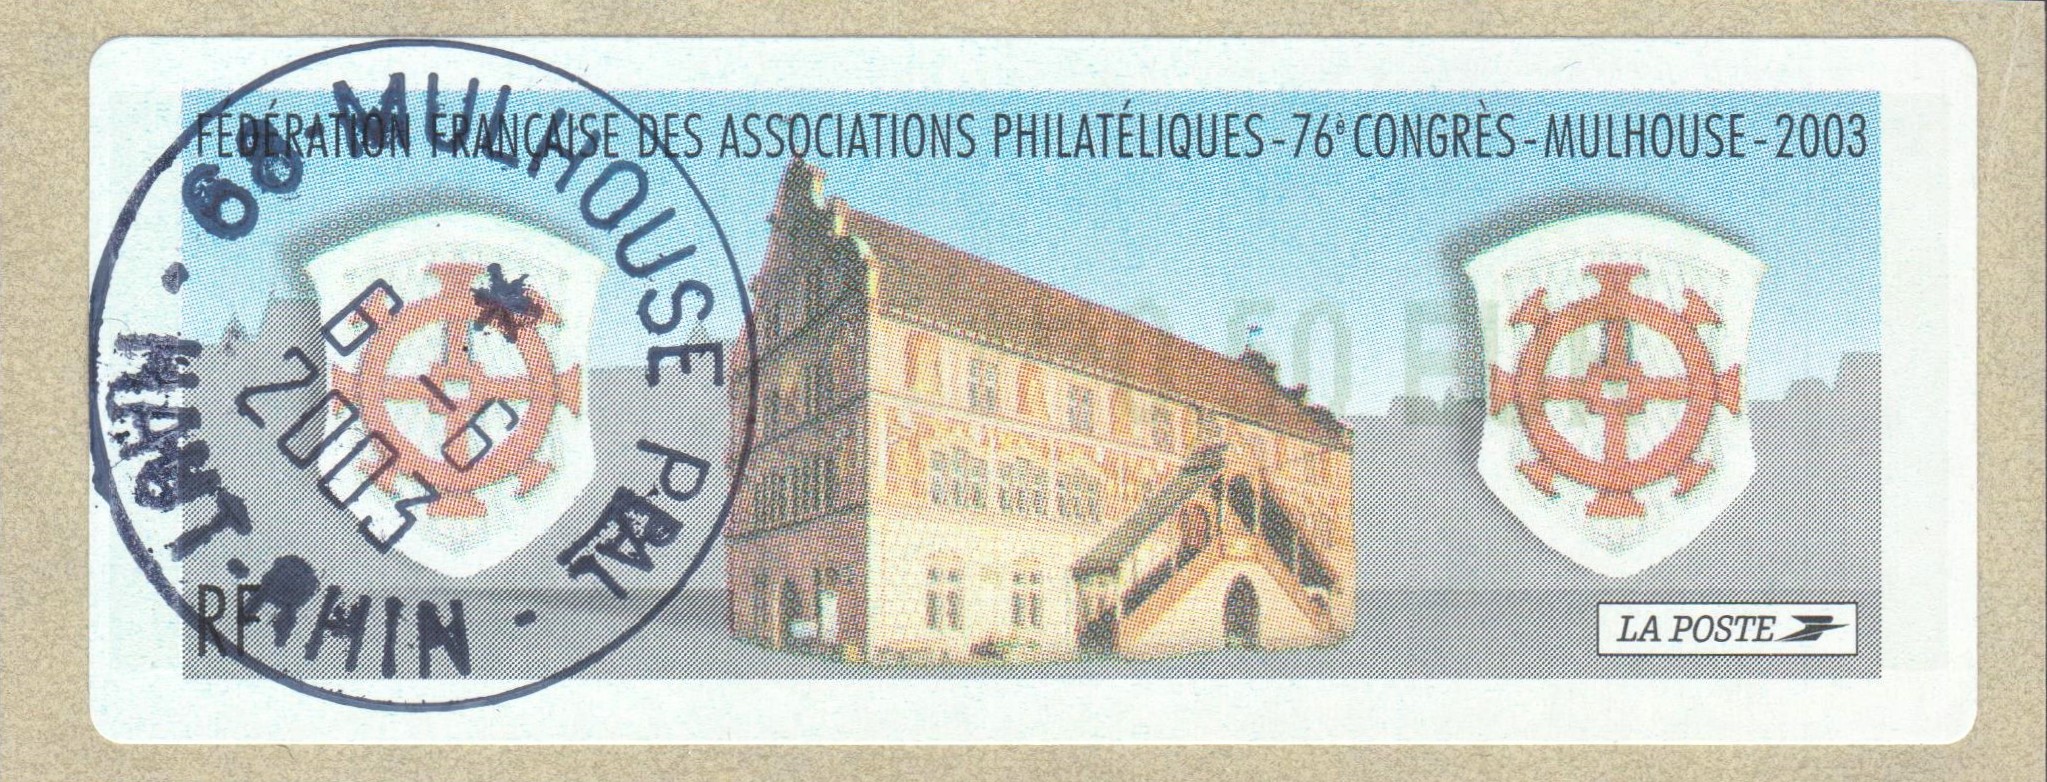 FÉDÉRATION FRANÇAISE DES ASSOCIATIONS PHILATÉLIQUES-76e CONGRÈS-MULHOUSE-2003
68-MULHOUSE PPAL
6-6
2003
HAUT-RHIN
RF
LA POSTE